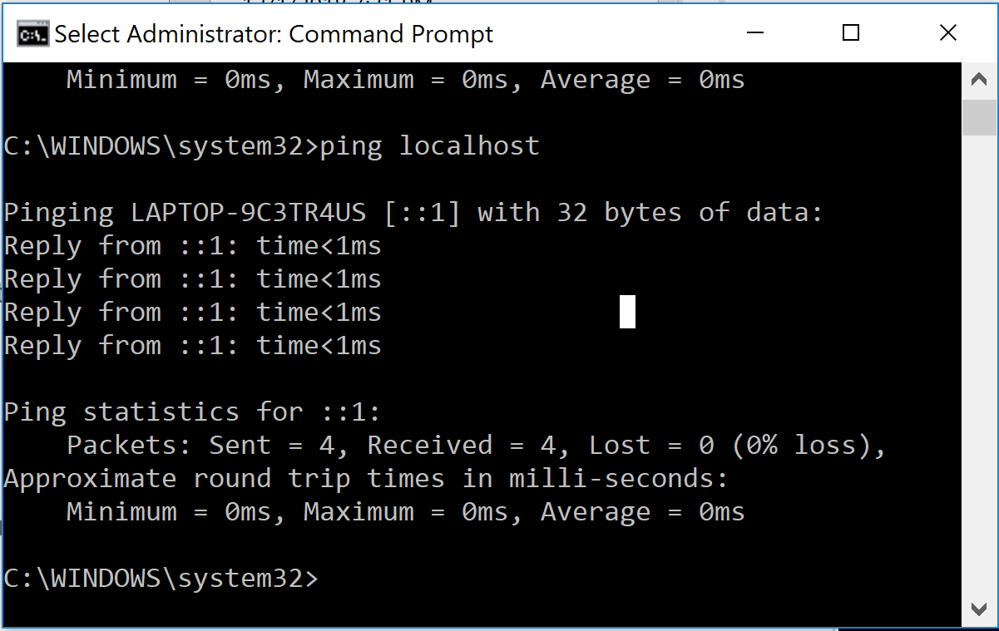 Select Administrator: Command Prompt
Minimum = 0ms, Maximum = 0ms, Average = 0ms
C:\WINDOWS\system32>ping localhost
Pinging LAPTOP-9C3TR4US [::1] with 32 bytes of data:
Reply from ::1: time<1ms
Reply from ::1: time<1ms
Reply from ::1: time<1ms
Reply from ::1: time<1ms
Ping statistics for ::1:
Packets: Sent = 4, Received = 4, Lost = 0 (0% loss),
Approximate round trip times in milli-seconds:
Minimum = 0ms, Maximum = 0ms, Average = 0ms
C:\WINDOWS\system32>